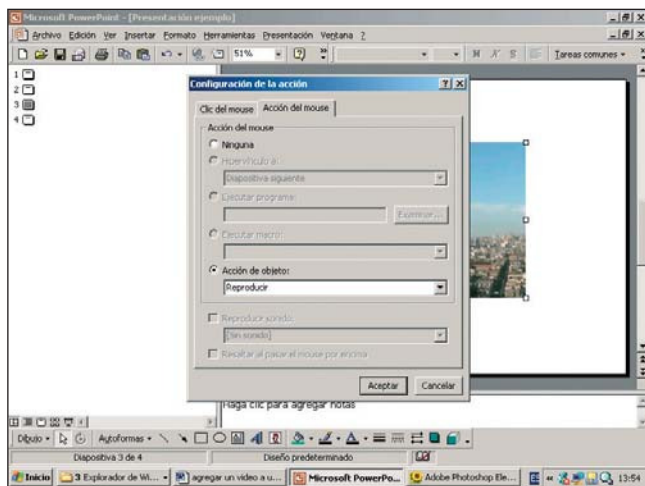 Microsoft PowerPoint - [Presentación ejemplo]
Archivo Edición Ver Insertar Formato Herramientas Presentación Ventana ?
51%
N K S
Tareas comunes
1
2
3
4
Configuración de la acción
Clic del mouse Acción del mouse
Acción del mouse
Ninguna
Hipervínculo a:
Diapositiva siguiente
Ejecutar programa:
Examinar...
Ejecutar macro:
Acción de objeto:
Reproducir
Reproducir sonido:
[Sin sonido]
Resaltar al pasar el mouse por encima
Aceptar Cancelar
Haga clic para agregar notas
Dibujo Autoformas
Diapositiva 3 de 4 Diseño predeterminado
Inicio 3 Explorador de Wi... agregar un video a u... Microsoft PowerPo... Adobe Photoshop Ele... 13:54